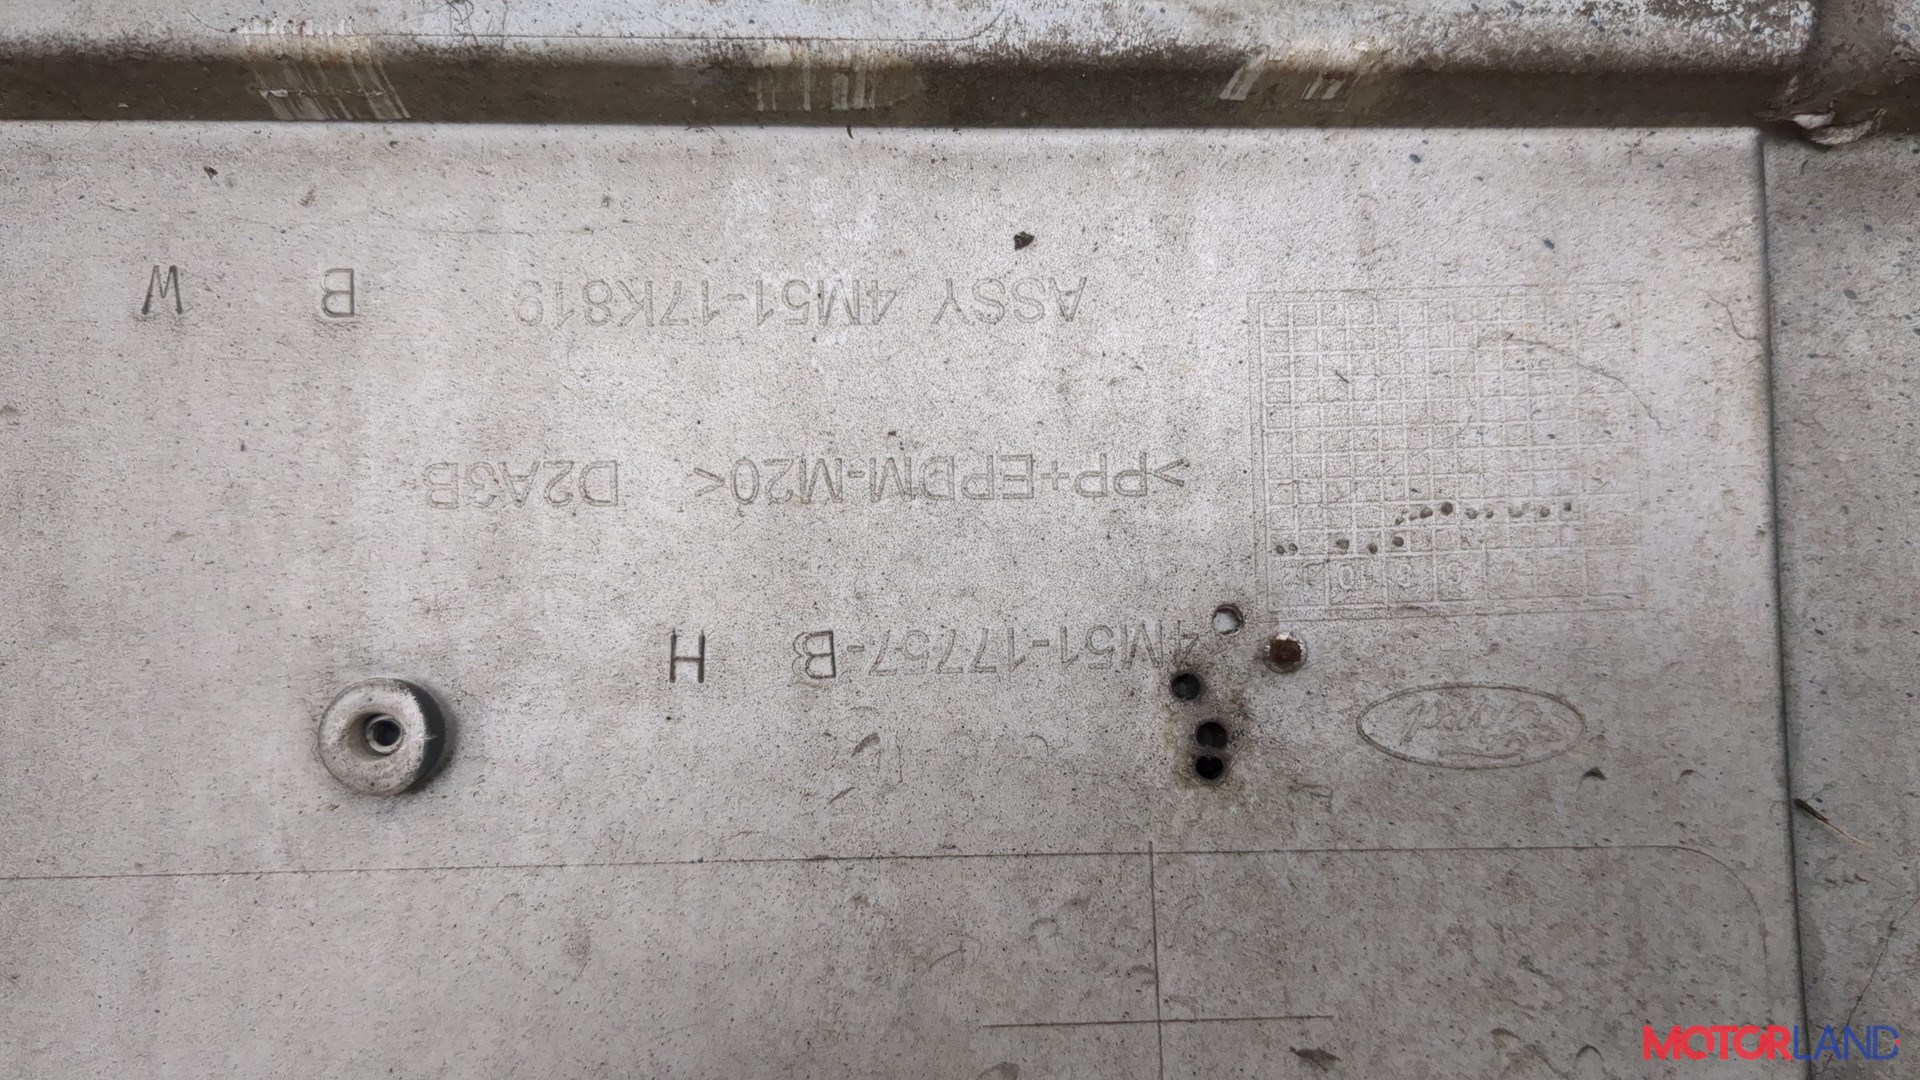 Ford
4M51-17757-B H
>PP+EPDM-M20< D2A3B
ASSY 4M51-17K819 B M
MOTORLAND